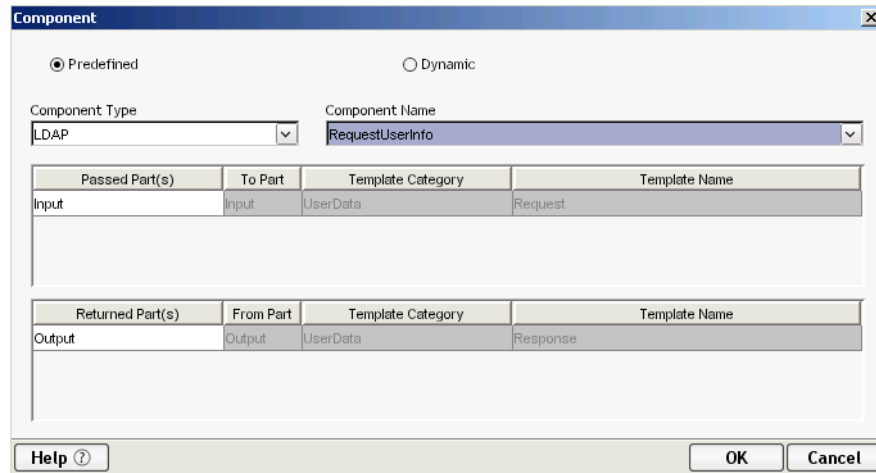 Component
Predefined Dynamic
Component Type Component Name
LDAP RequestUserInfo
Passed Part(s) To Part Template Category Template Name
Input Input UserData Request
Returned Part(s) From Part Template Category Template Name
Output Output UserData Response
Help ? OK Cancel